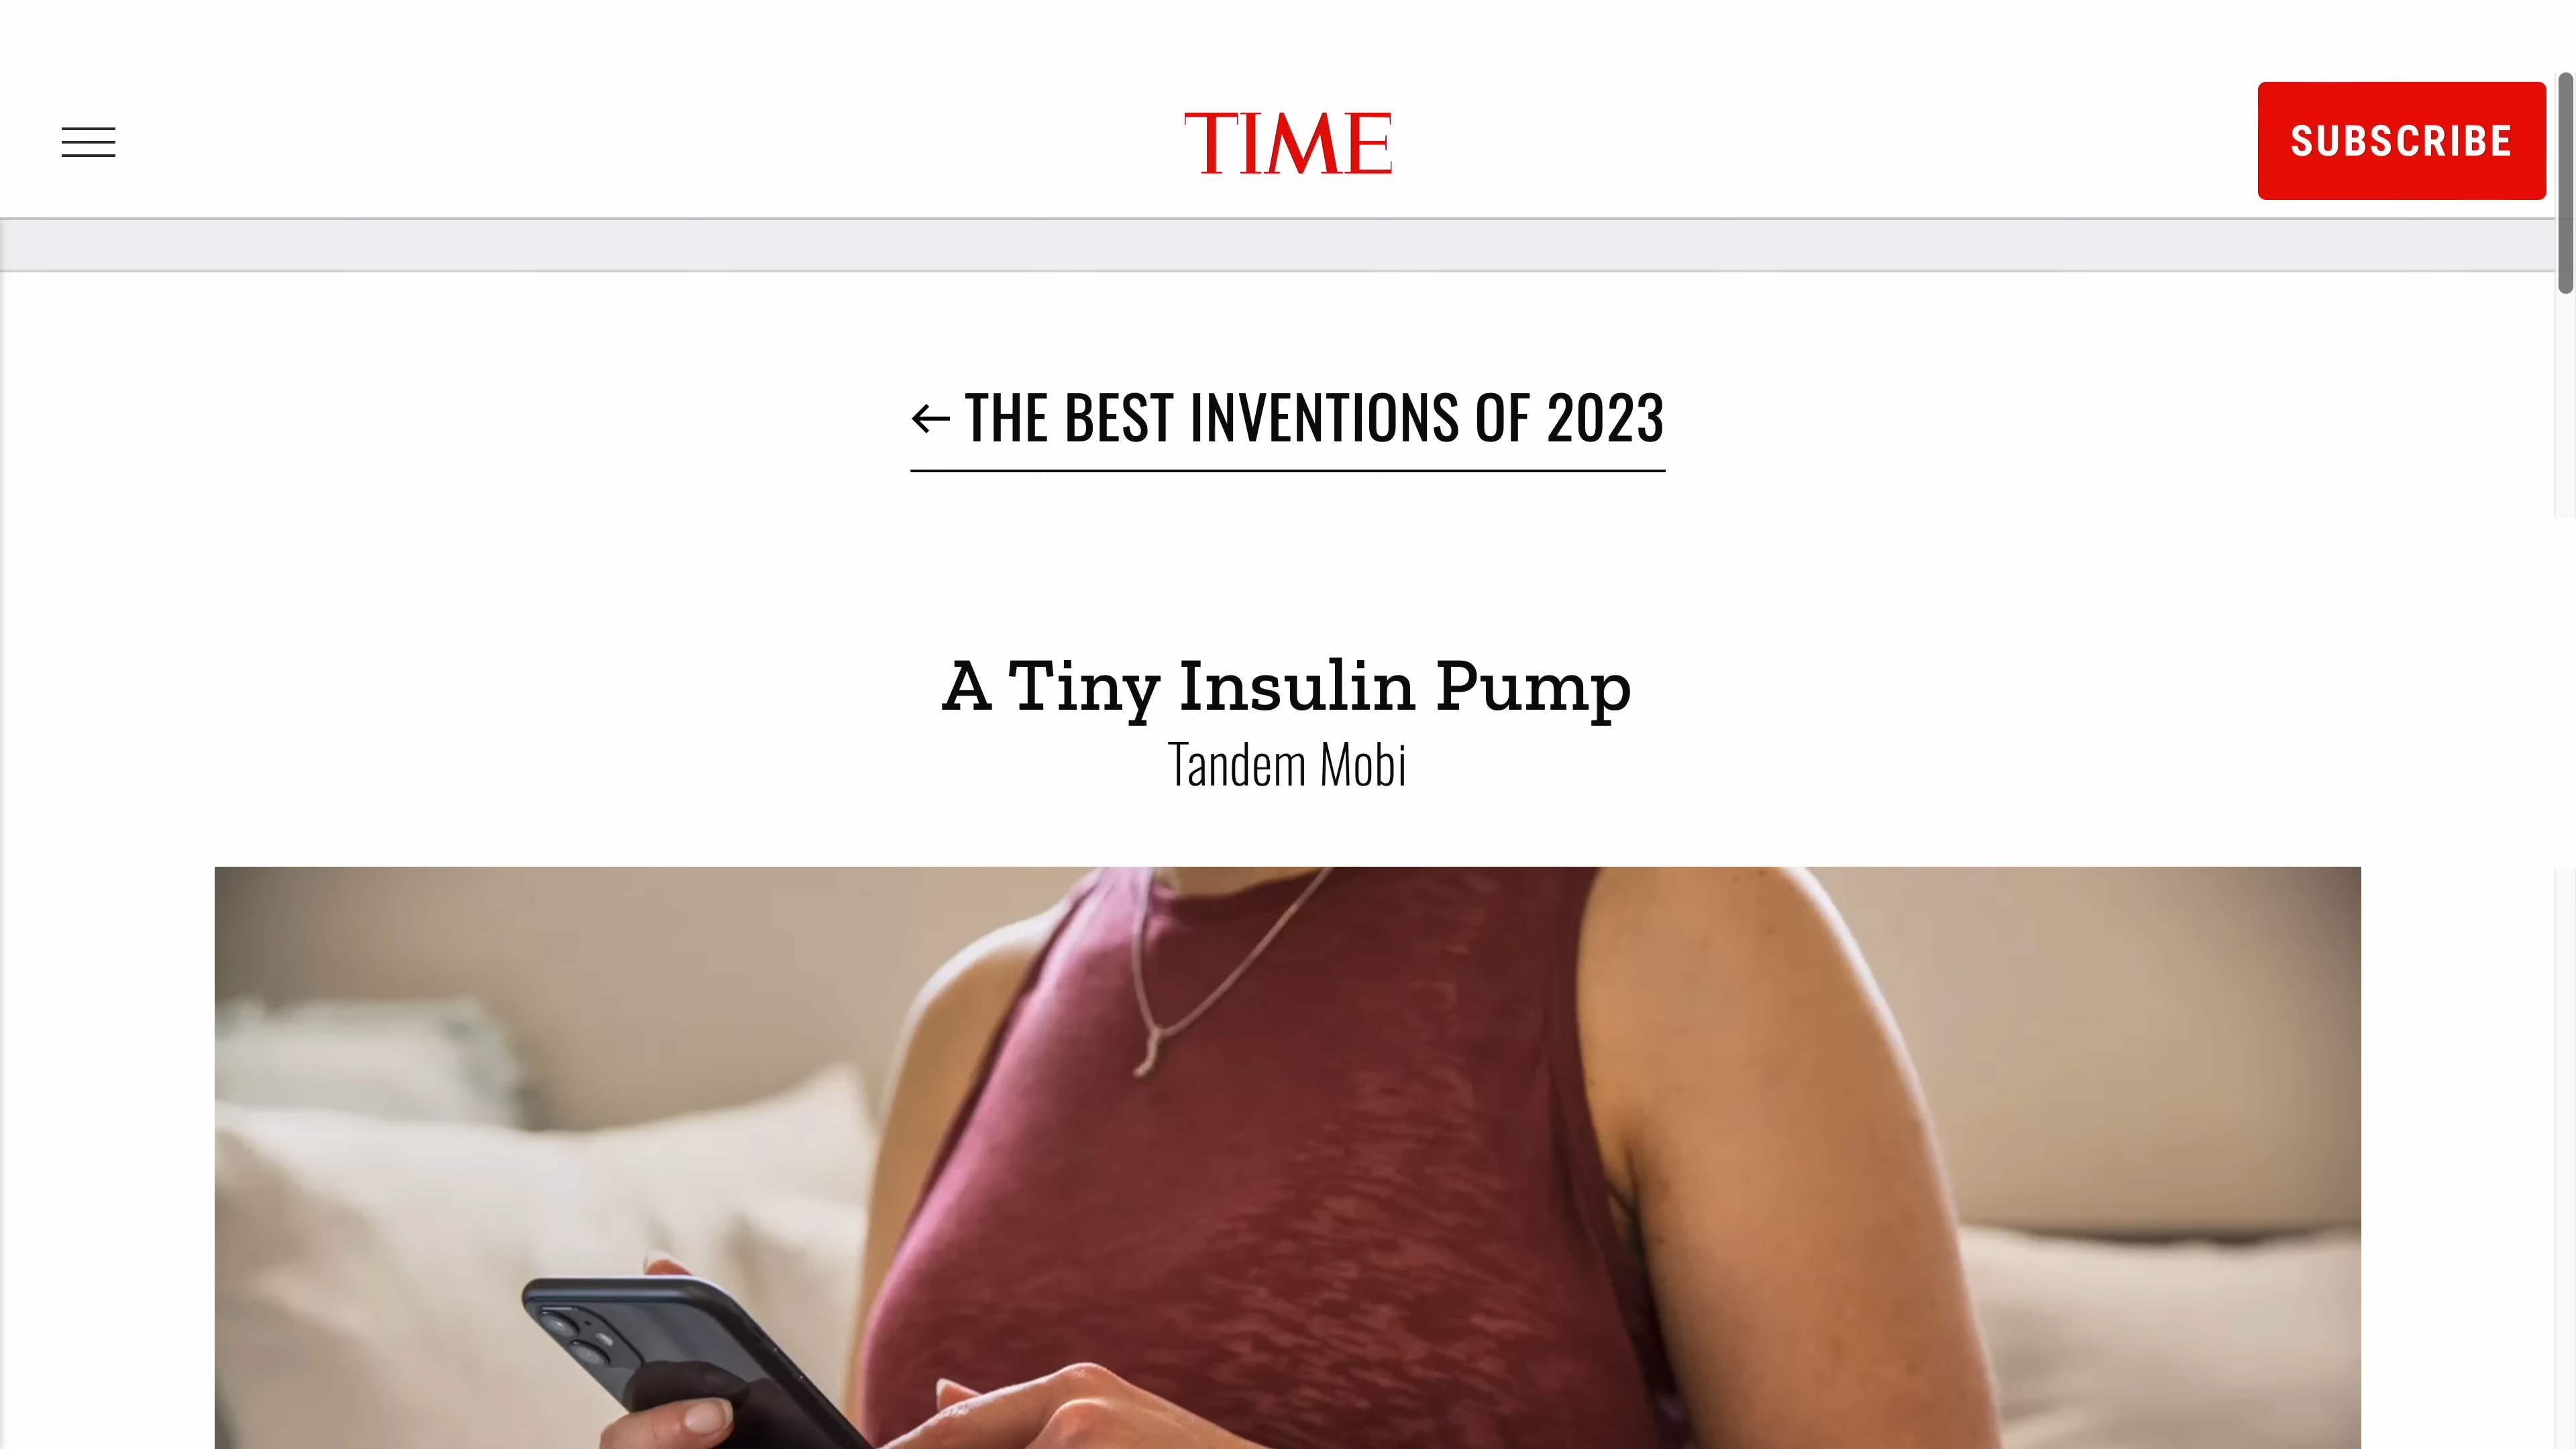 TIME
SUBSCRIBE
← THE BEST INVENTIONS OF 2023
A Tiny Insulin Pump
Tandem Mobi